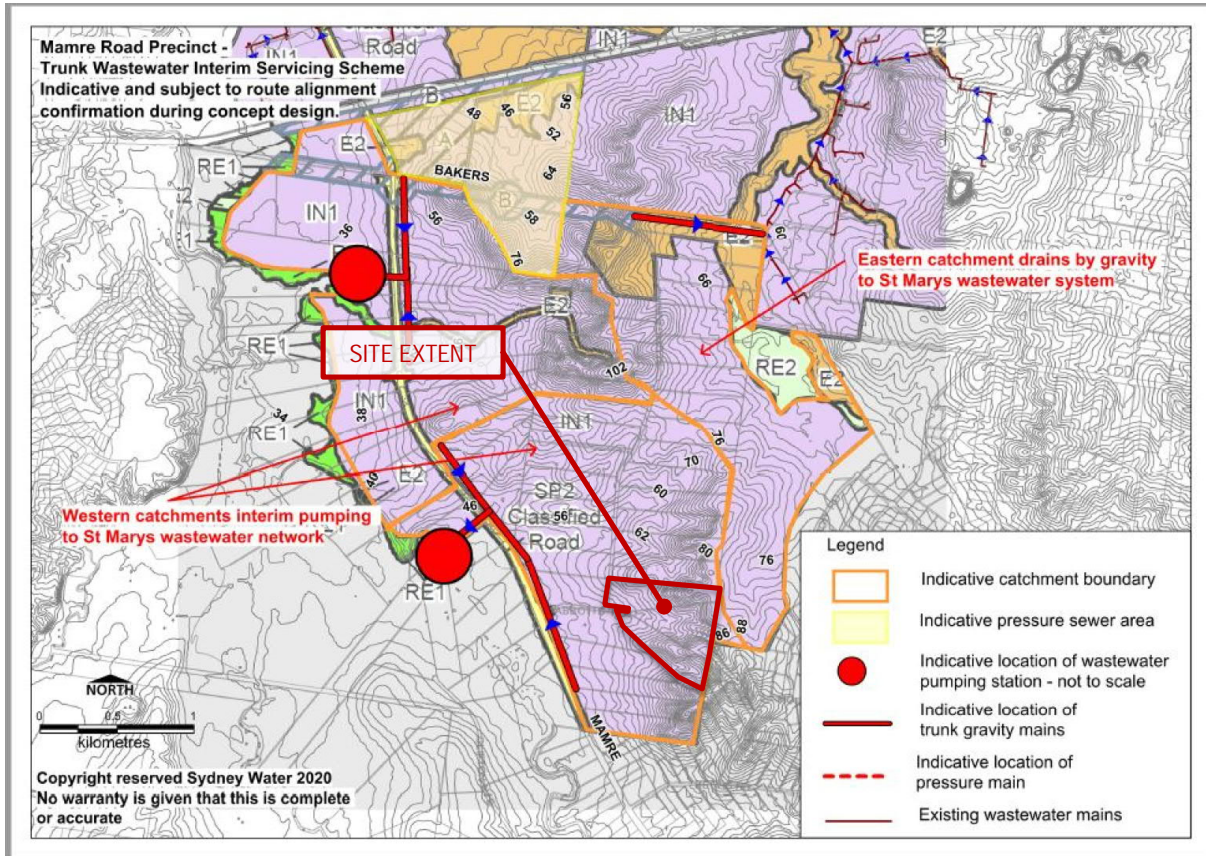 Mamre Road Precinct -
Trunk Wastewater Interim Servicing Scheme
Indicative and subject to route alignment
confirmation during concept design.
Road
IN1
E2
B
48
46
E2
56
52
IN1
A
E2
RE1
BAKERS
64
IN1
56
B
58
36
76
60
E2
66
Eastern catchment drains by gravity
to St Marys wastewater system
E2
SITE EXTENT
RE1
102
RE2
E2
34
38
IN1
RE1
IN1
76
70
40
E2
60
SP2
46
56
Classified
Road
62
Western catchments interim pumping
to St Marys wastewater network
80
76
RE1
86
88
MAMRE
NORTH
0
0.5
1
kilometres
Copyright reserved Sydney Water 2020
No warranty is given that this is complete
or accurate
Legend
Indicative catchment boundary
Indicative pressure sewer area
Indicative location of wastewater
pumping station - not to scale
Indicative location of
trunk gravity mains
Indicative location of
pressure main
Existing wastewater mains